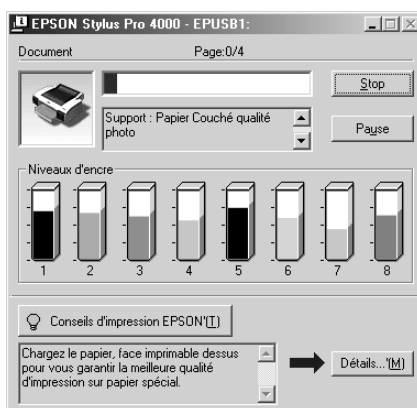 EPSON Stylus Pro 4000 - EPUSB1:
Document Page:0/4
Stop
Support : Papier Couché qualité
photo
Pause
Niveaux d'encre
1 2 3 4 5 6 7 8
Conseils d'impression EPSON'(T)
Chargez le papier, face imprimable dessus
pour vous garantir la meilleure qualité
d'impression sur papier spécial.
Détails...'(M)